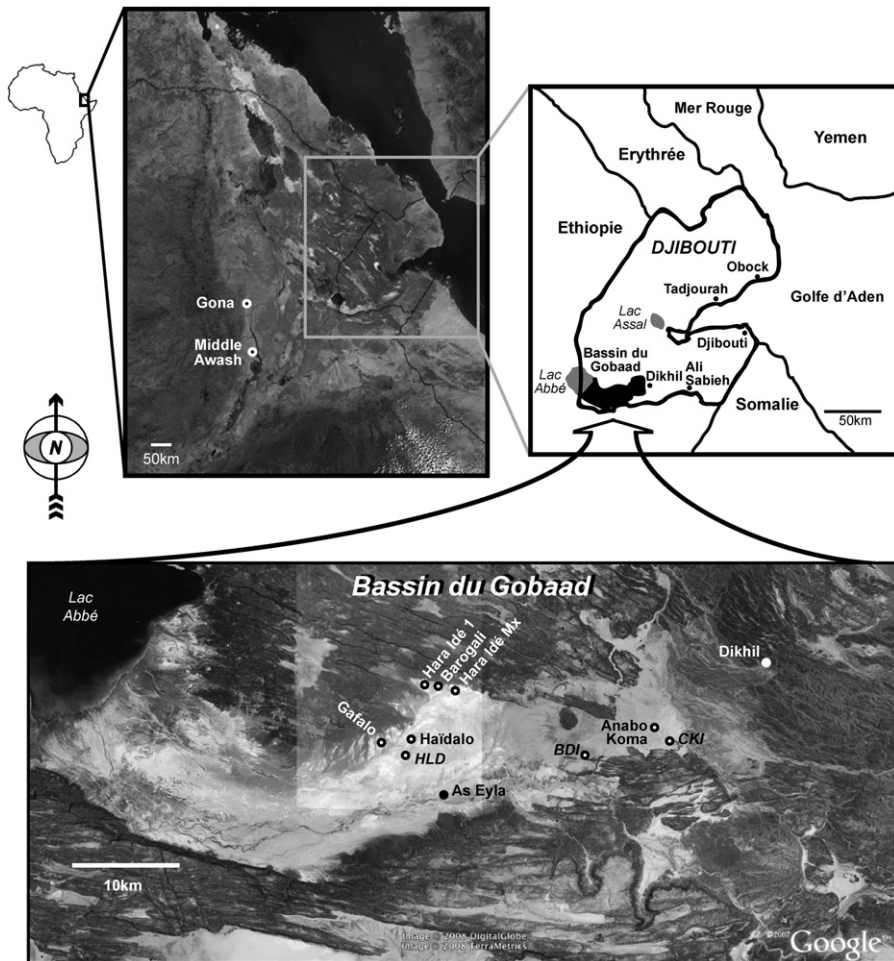 Gona
Middle
Awash
50km
N
Mer Rouge
Yemen
Erythrée
Ethiopie
DJIBOUTI
Obock
Tadjourah
Golfe d'Aden
Lac
Assal
Djibouti
Bassin du
Gobaad
Lac
Abbé
Dikhil
Ali
Sabieh
Somalie
50km
Bassin du Gobaad
Lac
Abbé
Hara Idé 1
Barogali
Hara Idé Mx
Dikhil
Gafalo
Haïdalo
HLD
Anabo
Koma
CKI
BDI
As Eyla
10km
Image © 2008 DigitalGlobe
Image © 2008 TerraMetrics
©2007 Google™